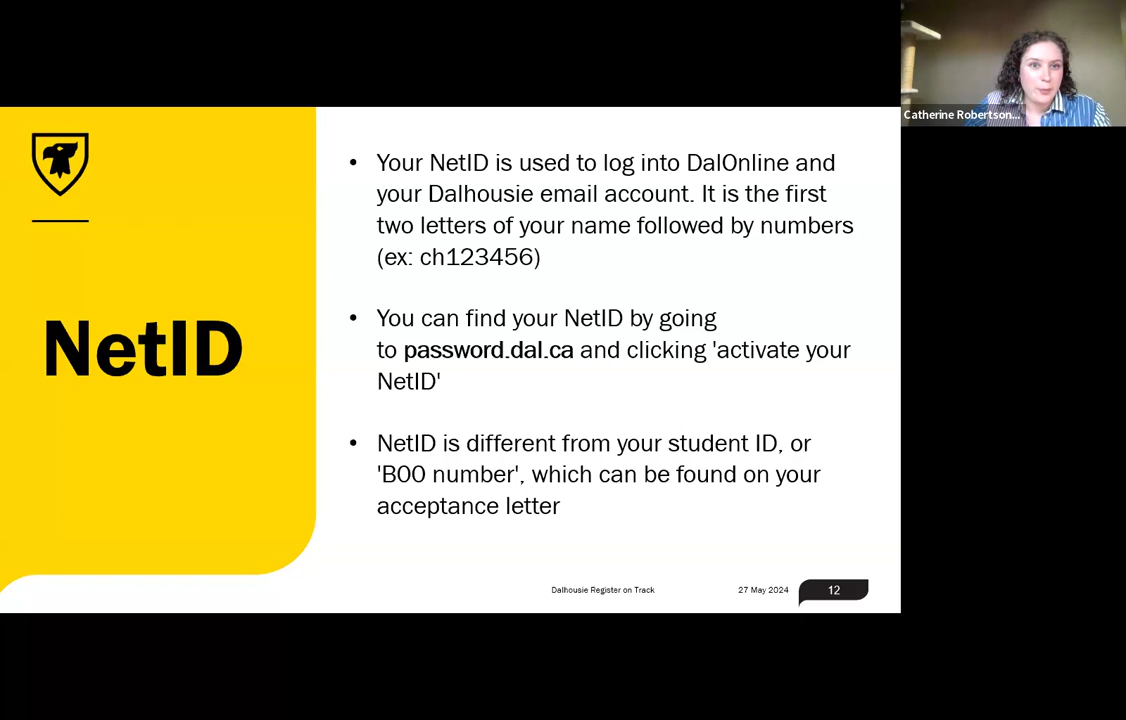 Catherine Robertson...
NetID
• Your NetID is used to log into DalOnline and
your Dalhousie email account. It is the first
two letters of your name followed by numbers
(ex: ch123456)
• You can find your NetID by going
to password.dal.ca and clicking 'activate your
NetID'
• NetID is different from your student ID, or
'B00 number', which can be found on your
acceptance letter
Dalhousie Register on Track
27 May 2024
12